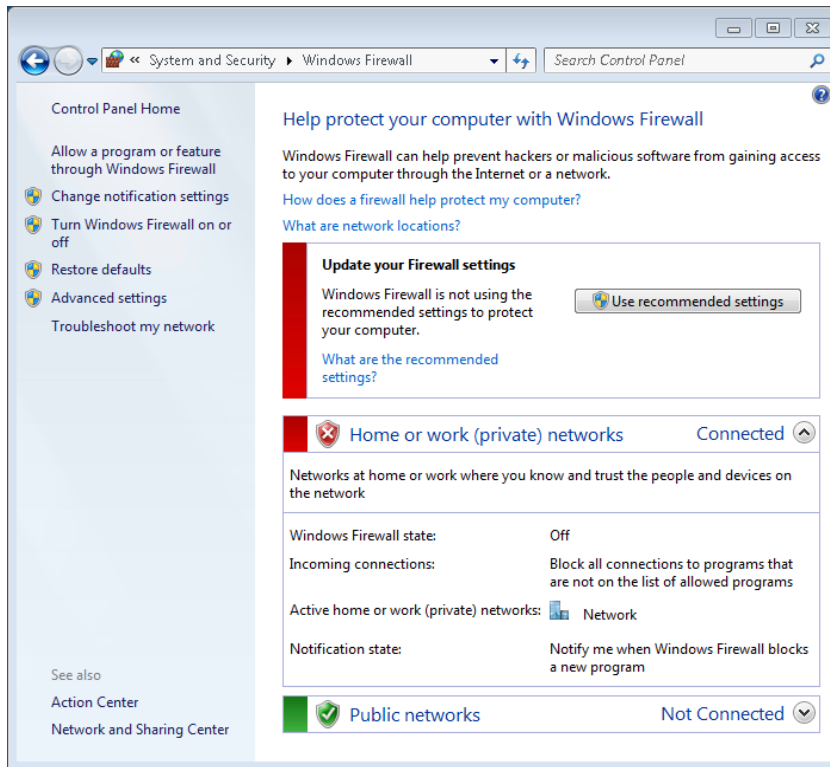 « System and Security ▸ Windows Firewall
Search Control Panel
Control Panel Home
Allow a program or feature
through Windows Firewall
Change notification settings
Turn Windows Firewall on or
off
Restore defaults
Advanced settings
Troubleshoot my network
See also
Action Center
Network and Sharing Center
Help protect your computer with Windows Firewall
Windows Firewall can help prevent hackers or malicious software from gaining access
to your computer through the Internet or a network.
How does a firewall help protect my computer?
What are network locations?
Update your Firewall settings
Windows Firewall is not using the
recommended settings to protect
your computer.
What are the recommended
settings?
Use recommended settings
Home or work (private) networks Connected
Networks at home or work where you know and trust the people and devices on
the network
Windows Firewall state: Off
Incoming connections: Block all connections to programs that
are not on the list of allowed programs
Active home or work (private) networks: Network
Notification state: Notify me when Windows Firewall blocks
a new program
Public networks Not Connected